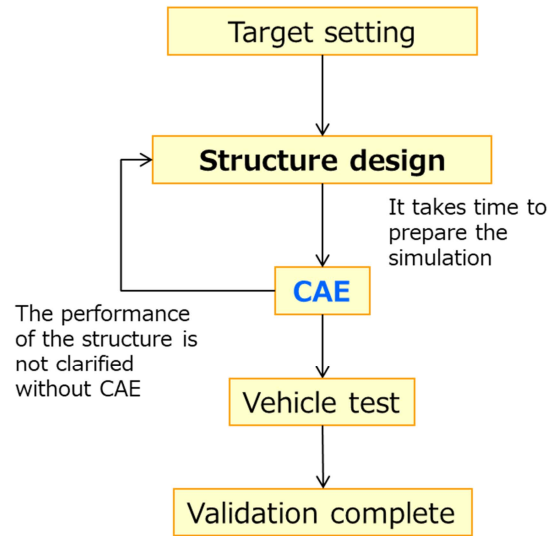 Target setting
Structure design
It takes time to
prepare the
simulation
CAE
The performance
of the structure is
not clarified
without CAE
Vehicle test
Validation complete